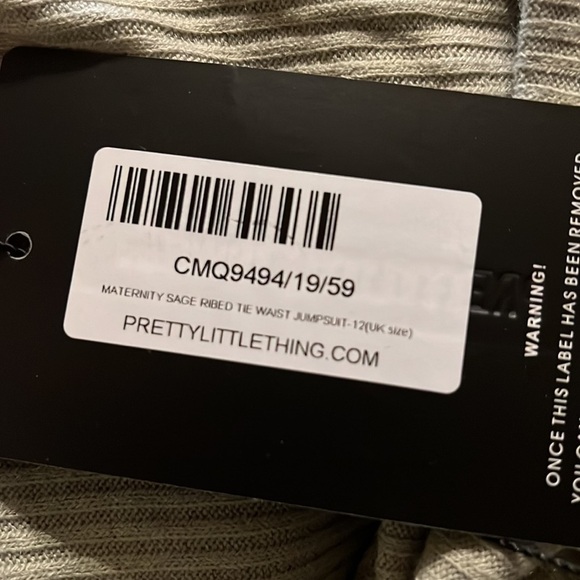 CMQ9494/19/59
MATERNITY SAGE RIBED TIE WAIST JUMPSUIT-12(UK size)
PRETTYLITTLETHING.COM
WARNING!
ONCE THIS LABEL HAS BEEN REMOVED